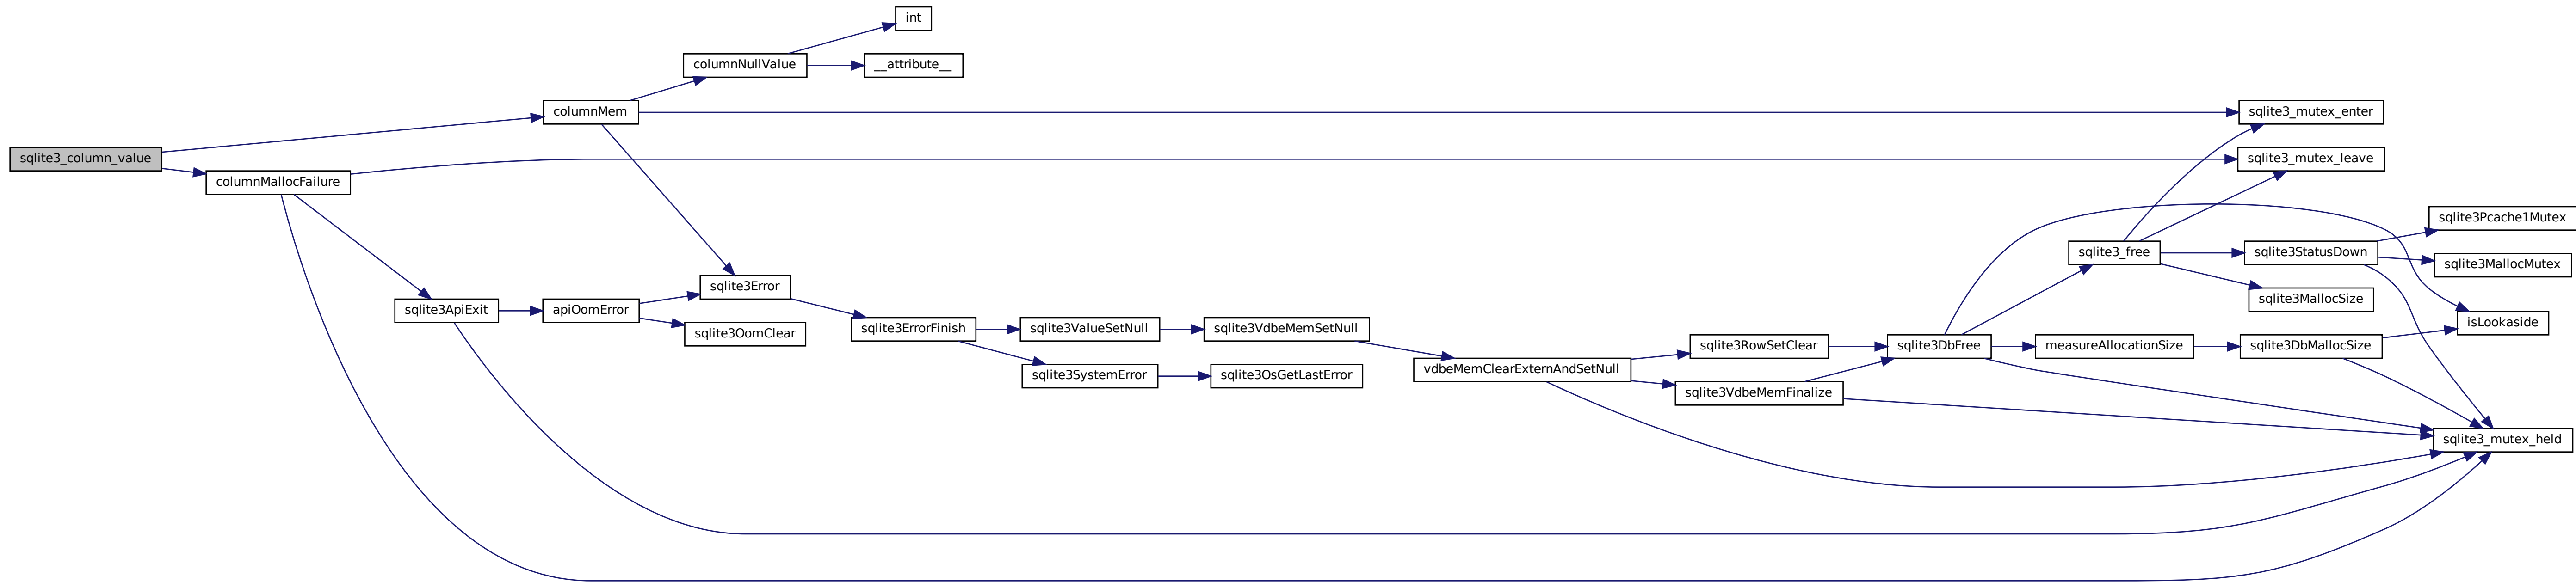 sqlite3_column_value
columnMallocFailure
sqlite3ApiExit
columnMem
apiOomError
columnNullValue
sqlite3Error
sqlite3OomClear
int
__attribute__
sqlite3ErrorFinish
sqlite3ValueSetNull
sqlite3SystemError
sqlite3VdbeMemSetNull
sqlite3OsGetLastError
vdbeMemClearExternAndSetNull
sqlite3RowSetClear
sqlite3VdbeMemFinalize
sqlite3DbFree
measureAllocationSize
sqlite3_free
sqlite3_mutex_enter
sqlite3_mutex_leave
sqlite3StatusDown
sqlite3MallocSize
sqlite3DbMallocSize
sqlite3Pcache1Mutex
sqlite3MallocMutex
isLookaside
sqlite3_mutex_held